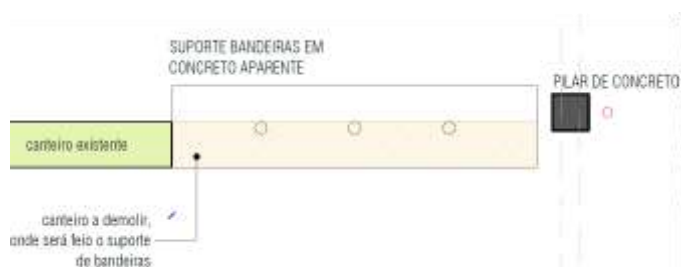 SUPORTE BANDEIRAS EM
CONCRETO APARENTE
PILAR DE CONCRETO
canteiro existente
canteiro a demolir,
onde será feio o suporte
de bandeiras